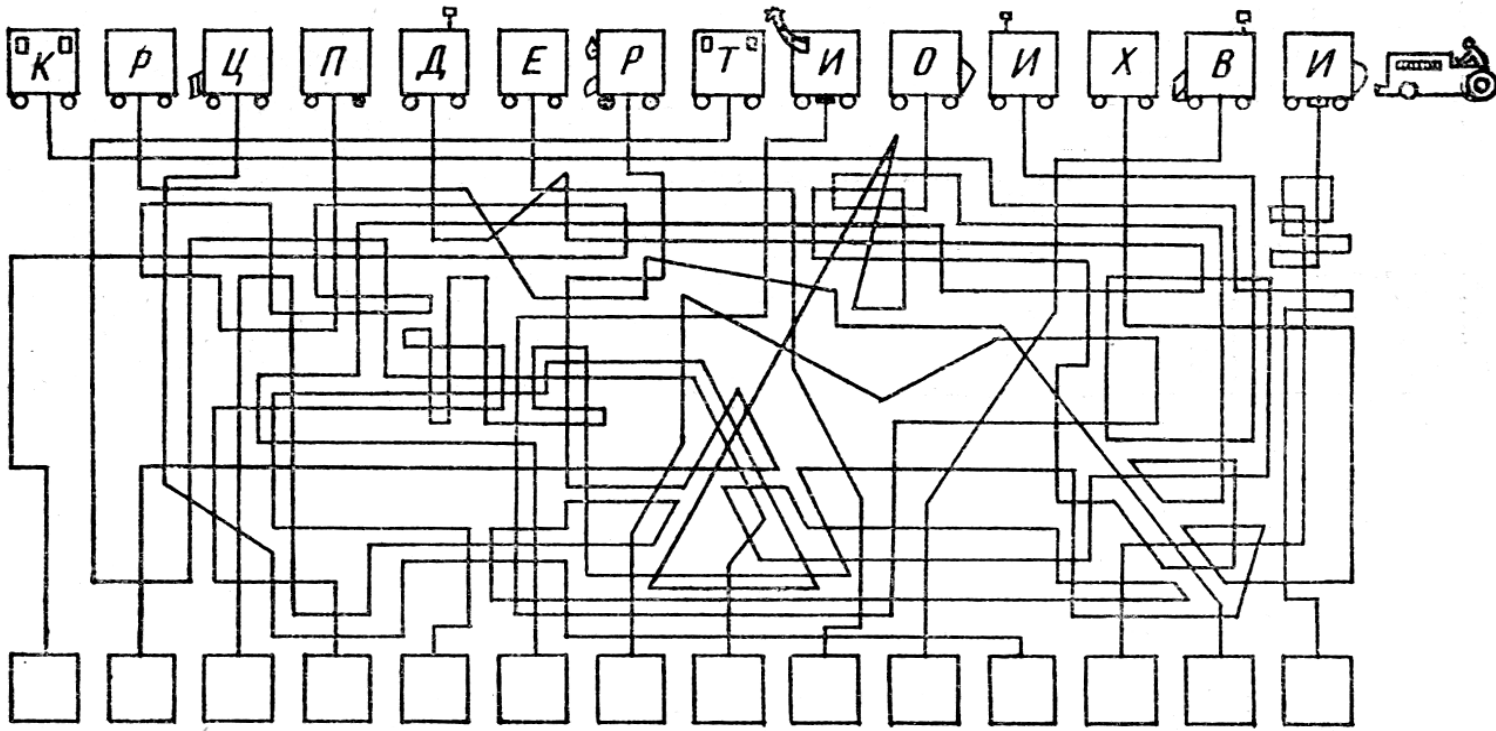 К Р Ц П Д Е Р Т И О И Х В И